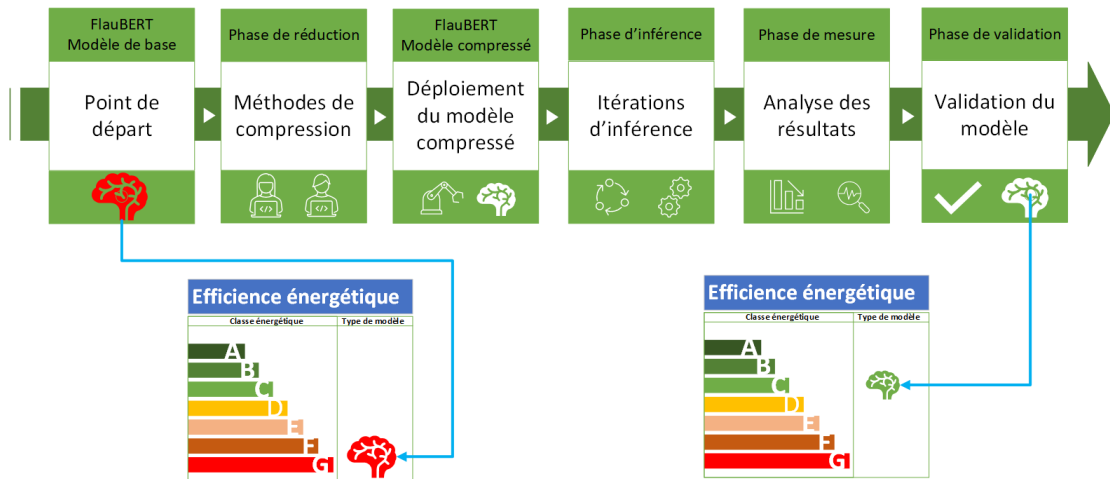 FlauBERT
Modèle de base
Point de
départ
Phase de réduction
Méthodes de
compression
</>
</>
FlauBERT
Modèle compressé
Déploiement
du modèle
compressé
Phase d'inférence
Itérations
d'inférence
Phase de mesure
Analyse des
résultats
Phase de validation
Validation du
modèle
Efficience énergétique
Classe énergétique
Type de modèle
A
B
C
D
E
F
G
Efficience énergétique
Classe énergétique
Type de modèle
A
B
C
D
E
F
G